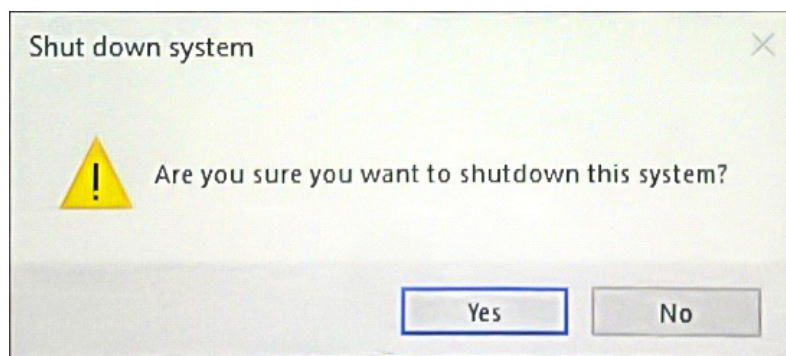 Shut down system
Are you sure you want to shutdown this system?
Yes
No